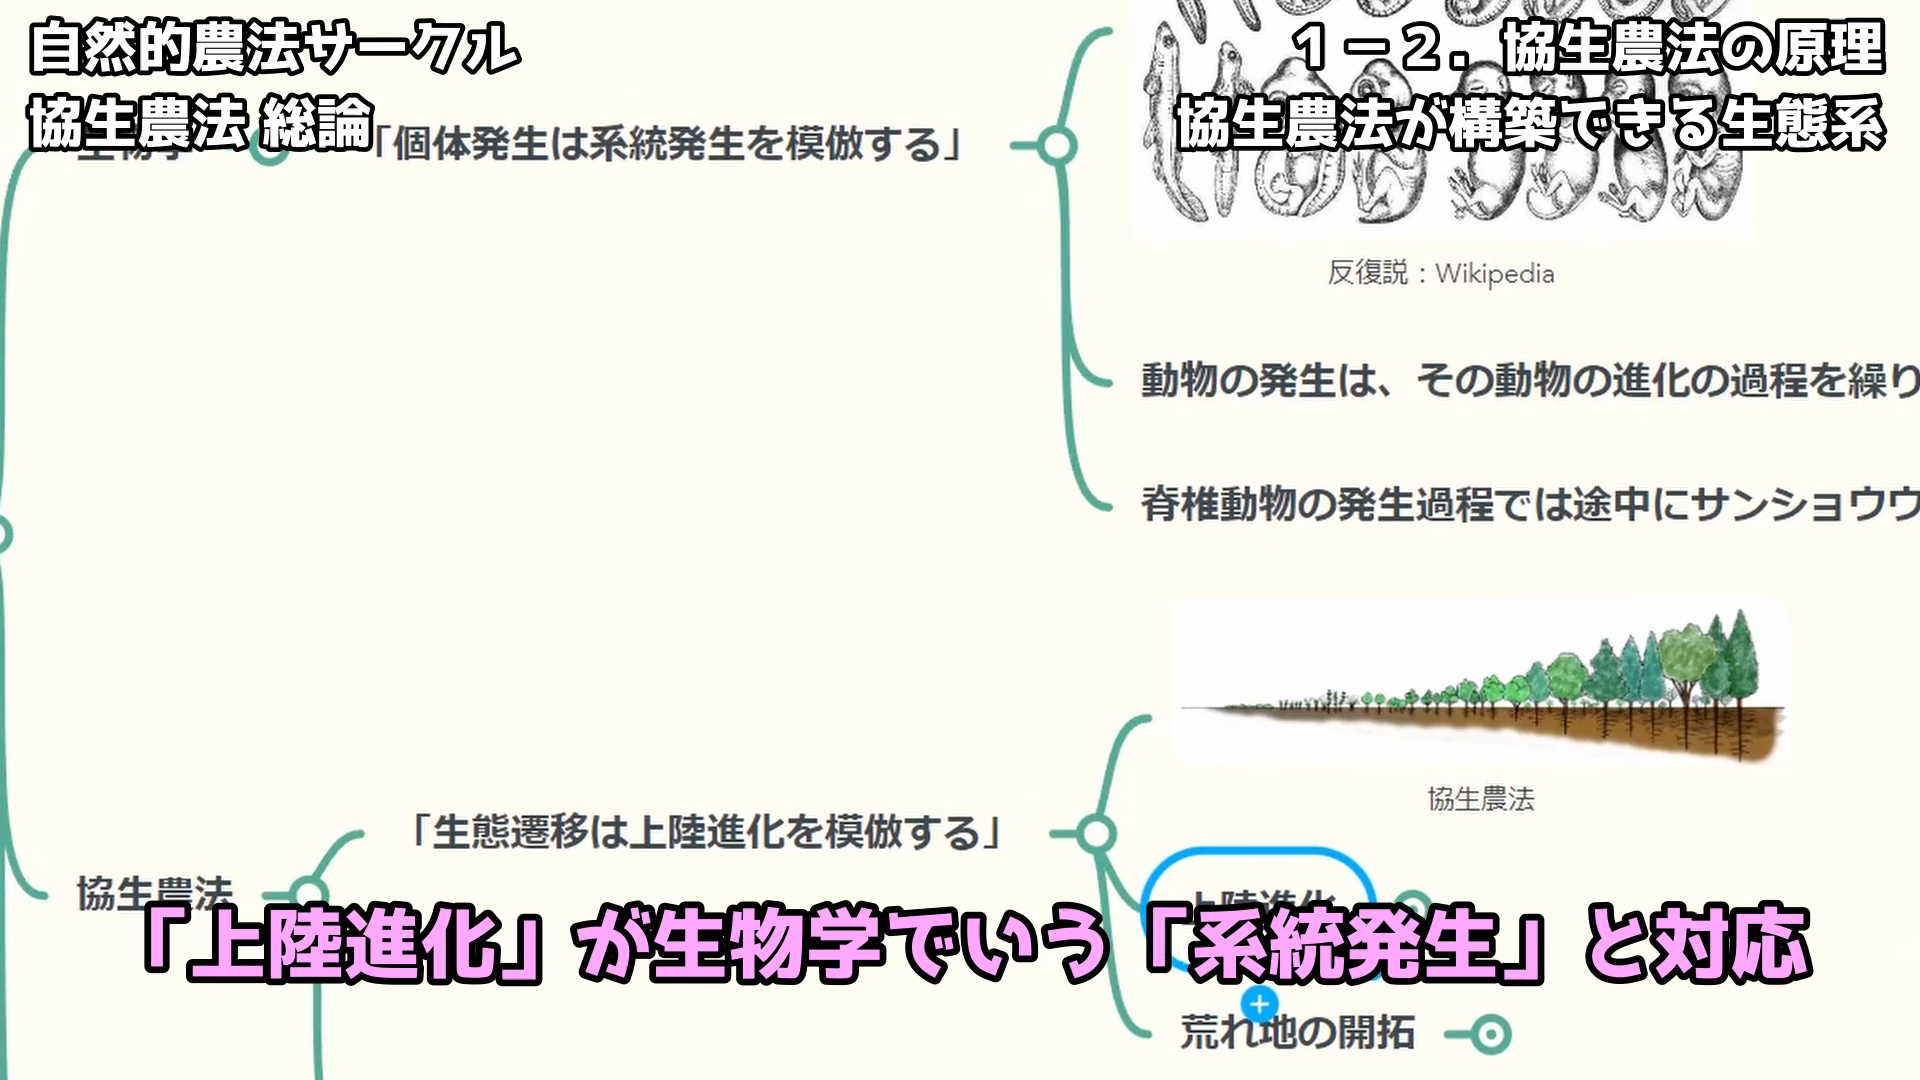 自然的農法サークル
協生農法 総論
１－２．協生農法の原理
協生農法が構築できる生態系
「個体発生は系統発生を模倣する」
反復説：Wikipedia
動物の発生は、その動物の進化の過程を繰り
脊椎動物の発生過程では途中にサンショウウ
協生農法
「生態遷移は上陸進化を模倣する」
協生農法
上陸進化
「上陸進化」が生物学でいう「系統発生」と対応
荒れ地の開拓